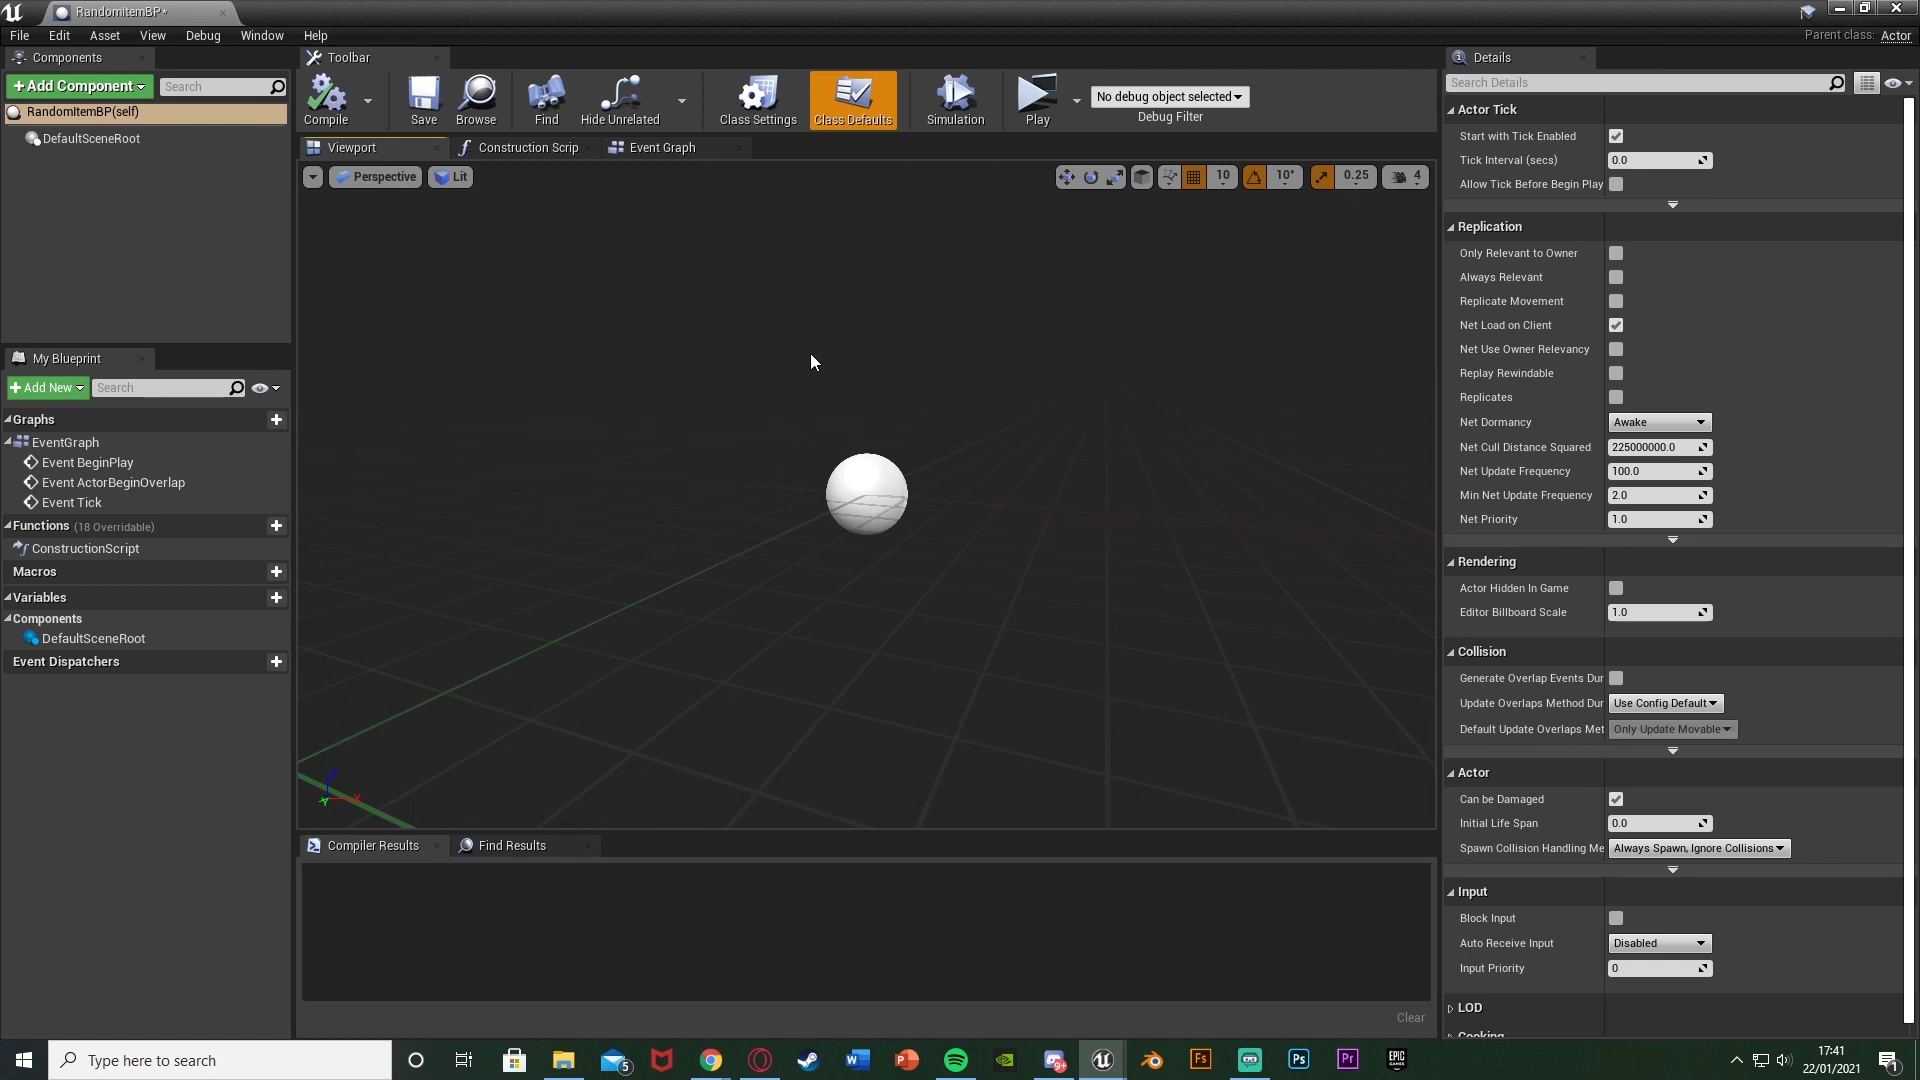 RandomItemBP*
File Edit Asset View Debug Window Help
Parent class: Actor
Components
+Add Component
Search
RandomItemBP(self)
DefaultSceneRoot
My Blueprint
+Add New
Search
Graphs
EventGraph
Event BeginPlay
Event ActorBeginOverlap
Event Tick
Functions (18 Overridable)
ConstructionScript
Macros
Variables
Components
DefaultSceneRoot
Event Dispatchers
Toolbar
Compile
Save
Browse
Find
Hide Unrelated
Class Settings
Class Defaults
Simulation
Play
No debug object selected
Debug Filter
Viewport
Construction Scrip
Event Graph
Perspective
Lit
10
10°
0.25
4
Compiler Results
Find Results
Clear
Details
Search Details
Actor Tick
Start with Tick Enabled
Tick Interval (secs) 0.0
Allow Tick Before Begin Play
Replication
Only Relevant to Owner
Always Relevant
Replicate Movement
Net Load on Client
Net Use Owner Relevancy
Replay Rewindable
Replicates
Net Dormancy Awake
Net Cull Distance Squared 225000000.0
Net Update Frequency 100.0
Min Net Update Frequency 2.0
Net Priority 1.0
Rendering
Actor Hidden In Game
Editor Billboard Scale 1.0
Collision
Generate Overlap Events Dur
Update Overlaps Method Dur Use Config Default
Default Update Overlaps Met Only Update Movable
Actor
Can be Damaged
Initial Life Span 0.0
Spawn Collision Handling Me Always Spawn, Ignore Collisions
Input
Block Input
Auto Receive Input Disabled
Input Priority 0
LOD
Cooking
Type here to search
5
9+
Fs
Ps
Pr
EPIC GAMES
17:41
22/01/2021
1